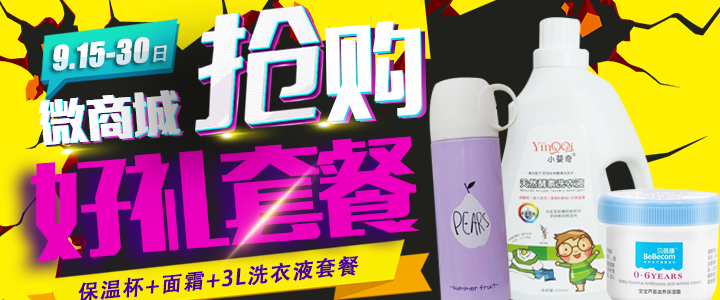 9.15-30日
微商城 抢购
好礼套餐
保温杯+面霜+3L洗衣液套餐
PEARS
summer fruit
YinQQi
小婴奇
天然酵素洗衣液
贝蓓康
BeBecom
0-6YEARS